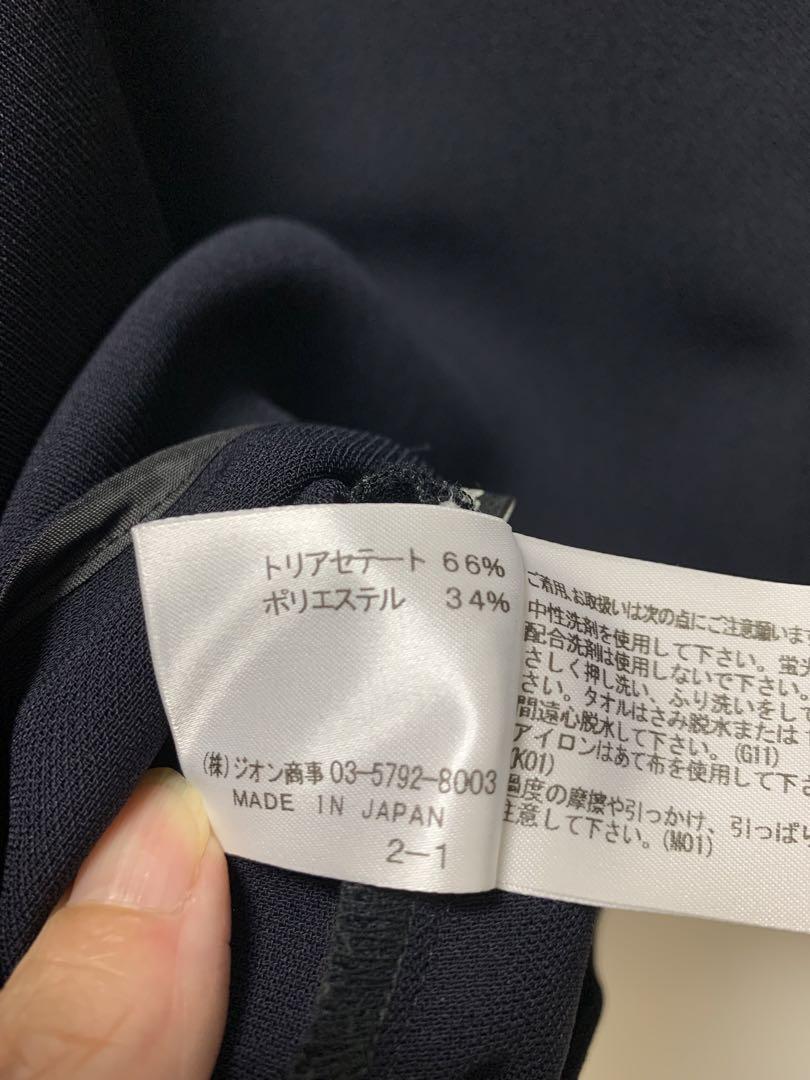 トリアセテート 66%
ポリエステル 34%
(株)ジオン商事 03-5792-8003
MADE IN JAPAN
2-1
ご着用、お取扱いは次の点にご注意願います
中性洗剤を使用して下さい。蛍光
配合洗剤は使用しないで下さい。
さしく押し洗い、ふり洗いをして
さい。タオルはさみ脱水または
間遠心脱水して下さい。(G11)
アイロンはあて布を使用して下さ
(K01)
過度の摩擦や引っかけ、引っぱり
注意して下さい。(M01)